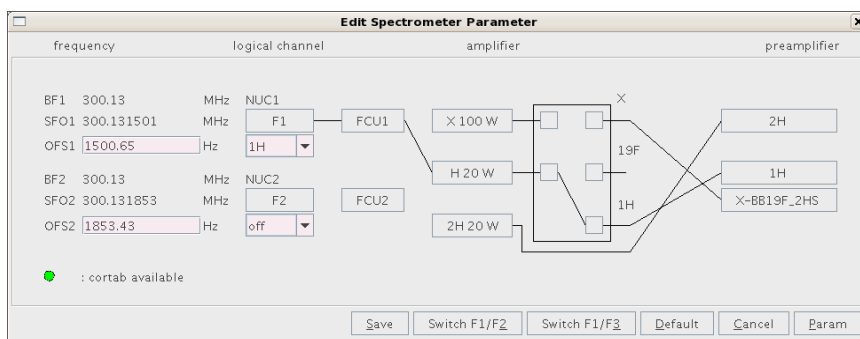 Edit Spectrometer Parameter
frequency logical channel amplifier preamplifier
BF1 300.13 MHz NUC1 X
SFO1 300.131501 MHz F1 FCU1 X 100 W 2H
OFS1 1500.65 Hz 1H 19F
BF2 300.13 MHz NUC2 H 20 W 1H
SFO2 300.131853 MHz F2 FCU2 1H X-BB19F_2HS
OFS2 1853.43 Hz off 2H 20 W
: cortab available
Save Switch F1/F2 Switch F1/F3 Default Cancel Param